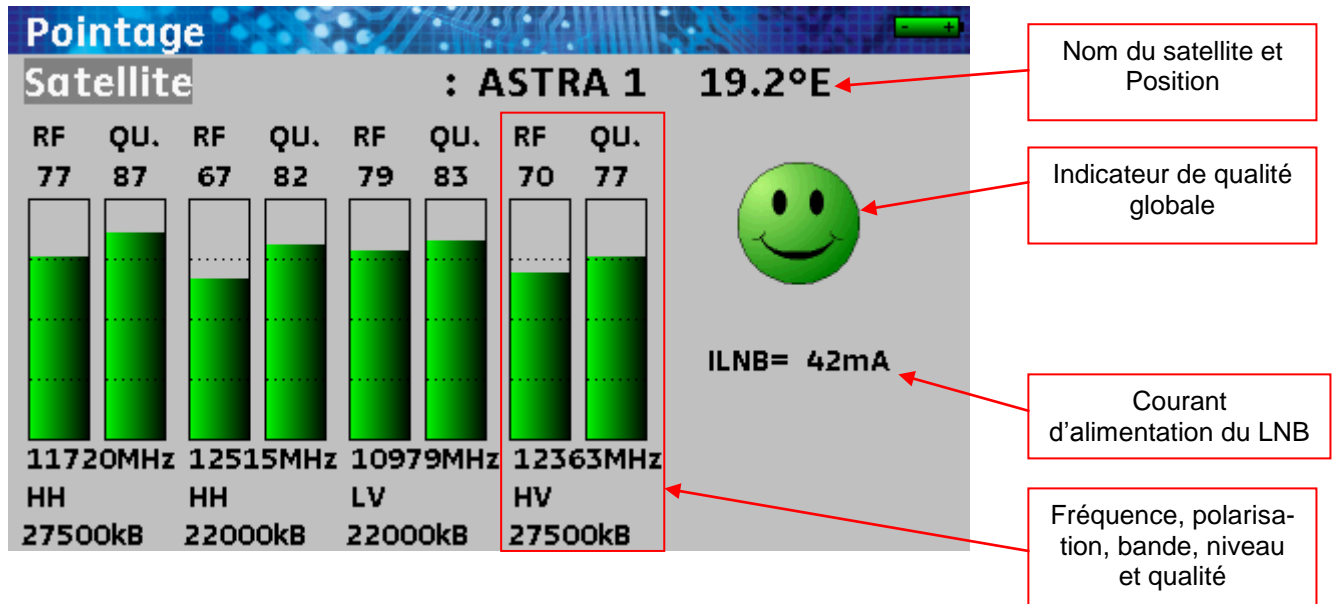 Pointage
- +
Satellite : ASTRA 1 19.2°E
RF QU. RF QU. RF QU. RF QU.
77 87 67 82 79 83 70 77
ILNB= 42mA
11720MHz 12515MHz 10979MHz 12363MHz
HH HH LV HV
27500kB 22000kB 22000kB 27500kB
Nom du satellite et
Position
Indicateur de qualité
globale
Courant
d’alimentation du LNB
Fréquence, polarisa-
tion, bande, niveau
et qualité